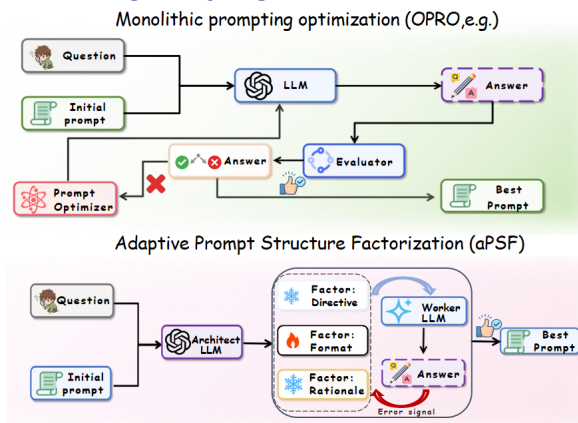 Monolithic prompting optimization (OPRO,e.g.)
Question
LLM
Q
A
Answer
Initial
prompt
Answer
Evaluator
Prompt
Optimizer
Best
Prompt
Adaptive Prompt Structure Factorization (aPSF)
Question
Factor:
Directive
Worker
LLM
Architect
LLM
Factor:
Format
Best
Prompt
Initial
prompt
Factor:
Rationale
Q
A
Answer
Error signal